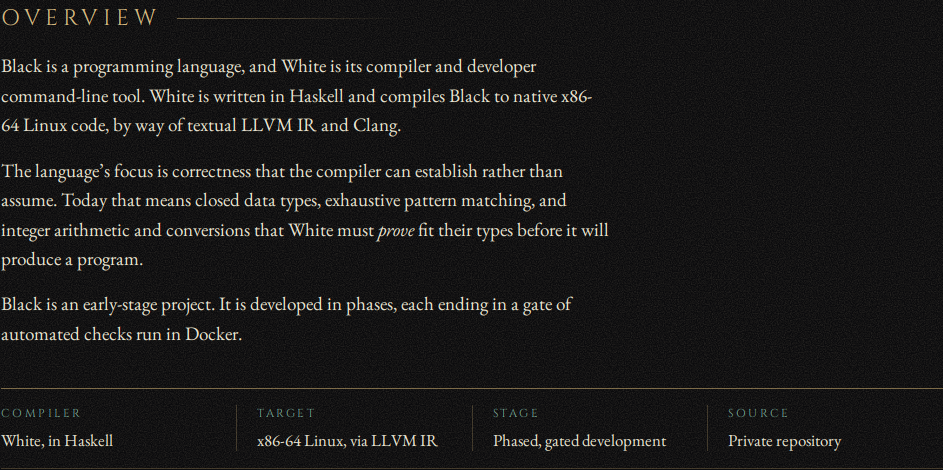 OVERVIEW
Black is a programming language, and White is its compiler and developer
command-line tool. White is written in Haskell and compiles Black to native x86-
64 Linux code, by way of textual LLVM IR and Clang.
The language’s focus is correctness that the compiler can establish rather than
assume. Today that means closed data types, exhaustive pattern matching, and
integer arithmetic and conversions that White must prove fit their types before it will
produce a program.
Black is an early-stage project. It is developed in phases, each ending in a gate of
automated checks run in Docker.
COMPILER
White, in Haskell
TARGET
x86-64 Linux, via LLVM IR
STAGE
Phased, gated development
SOURCE
Private repository